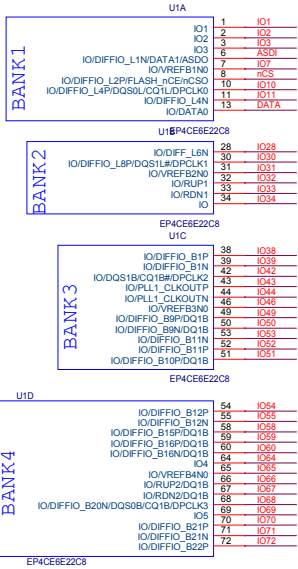 U1A
BANK1
IO1 1 IO1
IO2 2 IO2
IO3 3 IO3
IO/DIFFIO_L1N/DATA1/ASDO 6 ASDI
IO/VREFB1N0 7 IO7
IO/DIFFIO_L2P/FLASH_nCE/nCSO 8 nCS
IO/DIFFIO_L4P/DQS0L/CQ1L/DPCLK0 10 IO10
IO/DIFFIO_L4N 11 IO11
IO/DATA0 13 DATA
EP4CE6E22C8
U1B
BANK2
IO/DIFF_L6N 28 IO28
IO/DIFFIO_L8P/DQS1L#/DPCLK1 30 IO30
IO/VREFB2N0 31 IO31
IO/RUP1 32 IO32
IO/RDN1 33 IO33
IO 34 IO34
EP4CE6E22C8
U1C
BANK3
IO/DIFFIO_B1P 38 IO38
IO/DIFFIO_B1N 39 IO39
IO/DQS1B/CQ1B#/DPCLK2 42 IO42
IO/PLL1_CLKOUTP 43 IO43
IO/PLL1_CLKOUTN 44 IO44
IO/VREFB3N0 46 IO46
IO/DIFFIO_B9P/DQ1B 49 IO49
IO/DIFFIO_B9N/DQ1B 50 IO50
IO/DIFFIO_B11N 53 IO53
IO/DIFFIO_B11P 52 IO52
IO/DIFFIO_B10P/DQ1B 51 IO51
EP4CE6E22C8
U1D
BANK4
IO/DIFFIO_B12P 54 IO54
IO/DIFFIO_B12N 55 IO55
IO/DIFFIO_B15P/DQ1B 58 IO58
IO/DIFFIO_B16P/DQ1B 59 IO59
IO/DIFFIO_B16N/DQ1B 60 IO60
IO4 64 IO64
IO/VREFB4N0 65 IO65
IO/RUP2/DQ1B 66 IO66
IO/RDN2/DQ1B 67 IO67
IO/DIFFIO_B20N/DQS0B/CQ1B/DPCLK3 68 IO68
IO5 69 IO69
IO/DIFFIO_B21P 70 IO70
IO/DIFFIO_B21N 71 IO71
IO/DIFFIO_B22P 72 IO72
EP4CE6E22C8